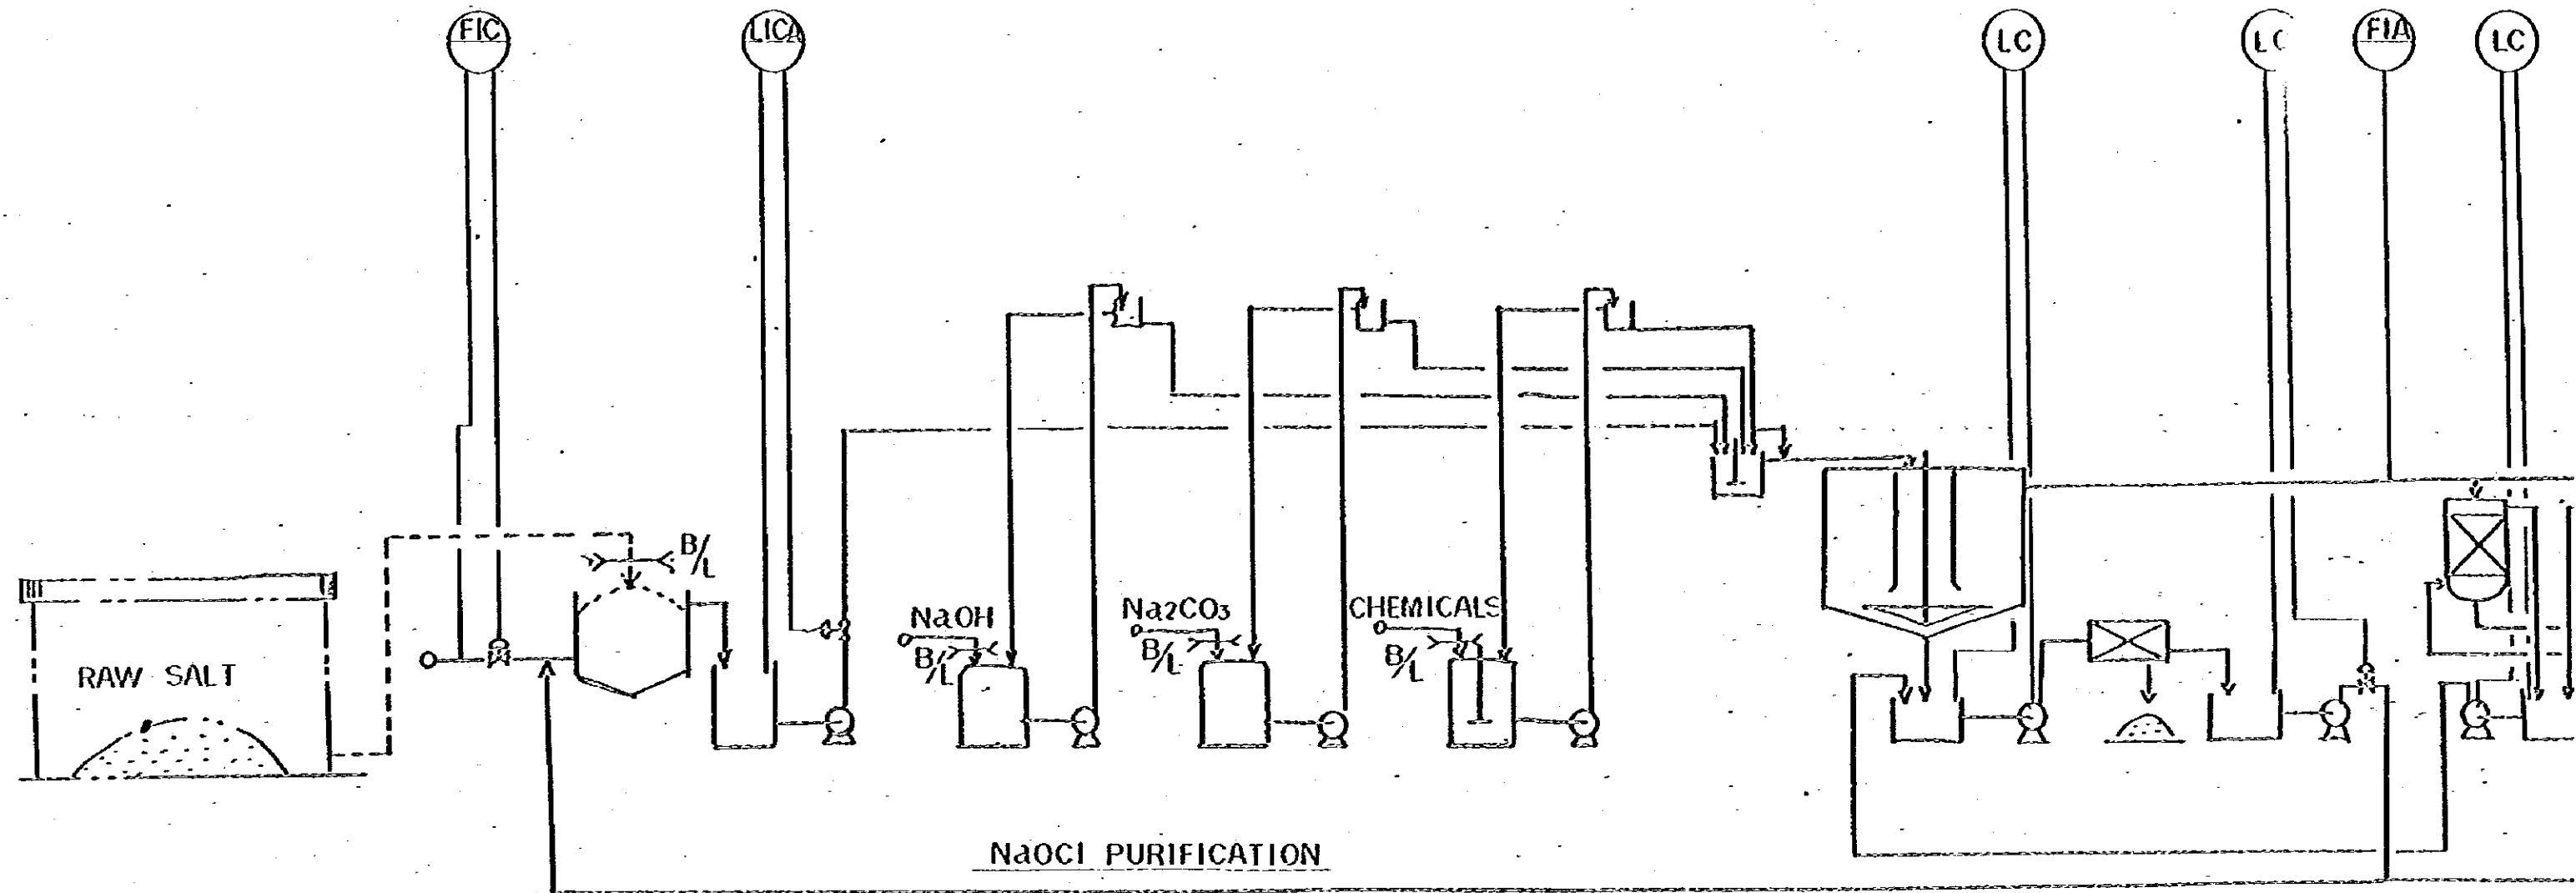 FIC
LICA
LC
LC
FIA
LC
B/L
NaOH
B/L
Na2CO3
B/L
CHEMICALS
B/L
RAW SALT
NaOCl PURIFICATION